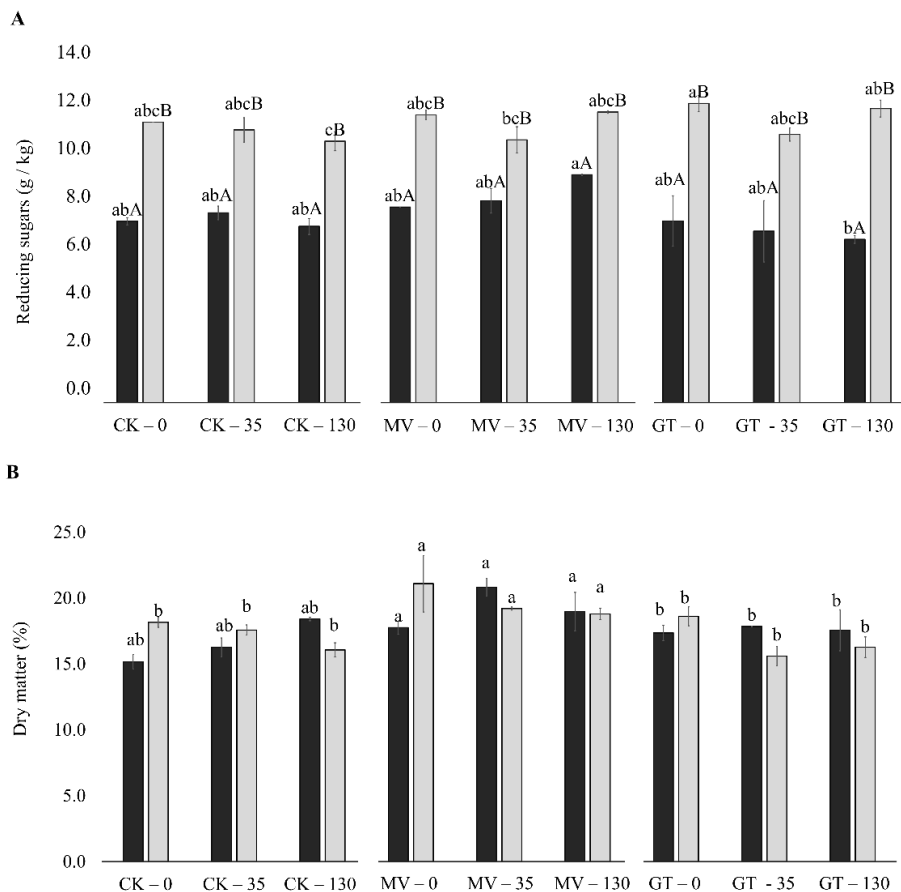 A
14.0
12.0
10.0
8.0
6.0
4.0
2.0
0.0
Reducing sugars (g / kg)
abA abcB abA abcB abA cB abA abcB abA bcB aA abcB abA aB abA abcB bA abB
CK – 0 CK – 35 CK – 130 MV – 0 MV – 35 MV – 130 GT – 0 GT - 35 GT – 130
B
25.0
20.0
15.0
10.0
5.0
0.0
Dry matter (%)
ab b ab b ab b a a a a a a b b b b b b
CK – 0 CK – 35 CK – 130 MV – 0 MV – 35 MV – 130 GT – 0 GT - 35 GT – 130